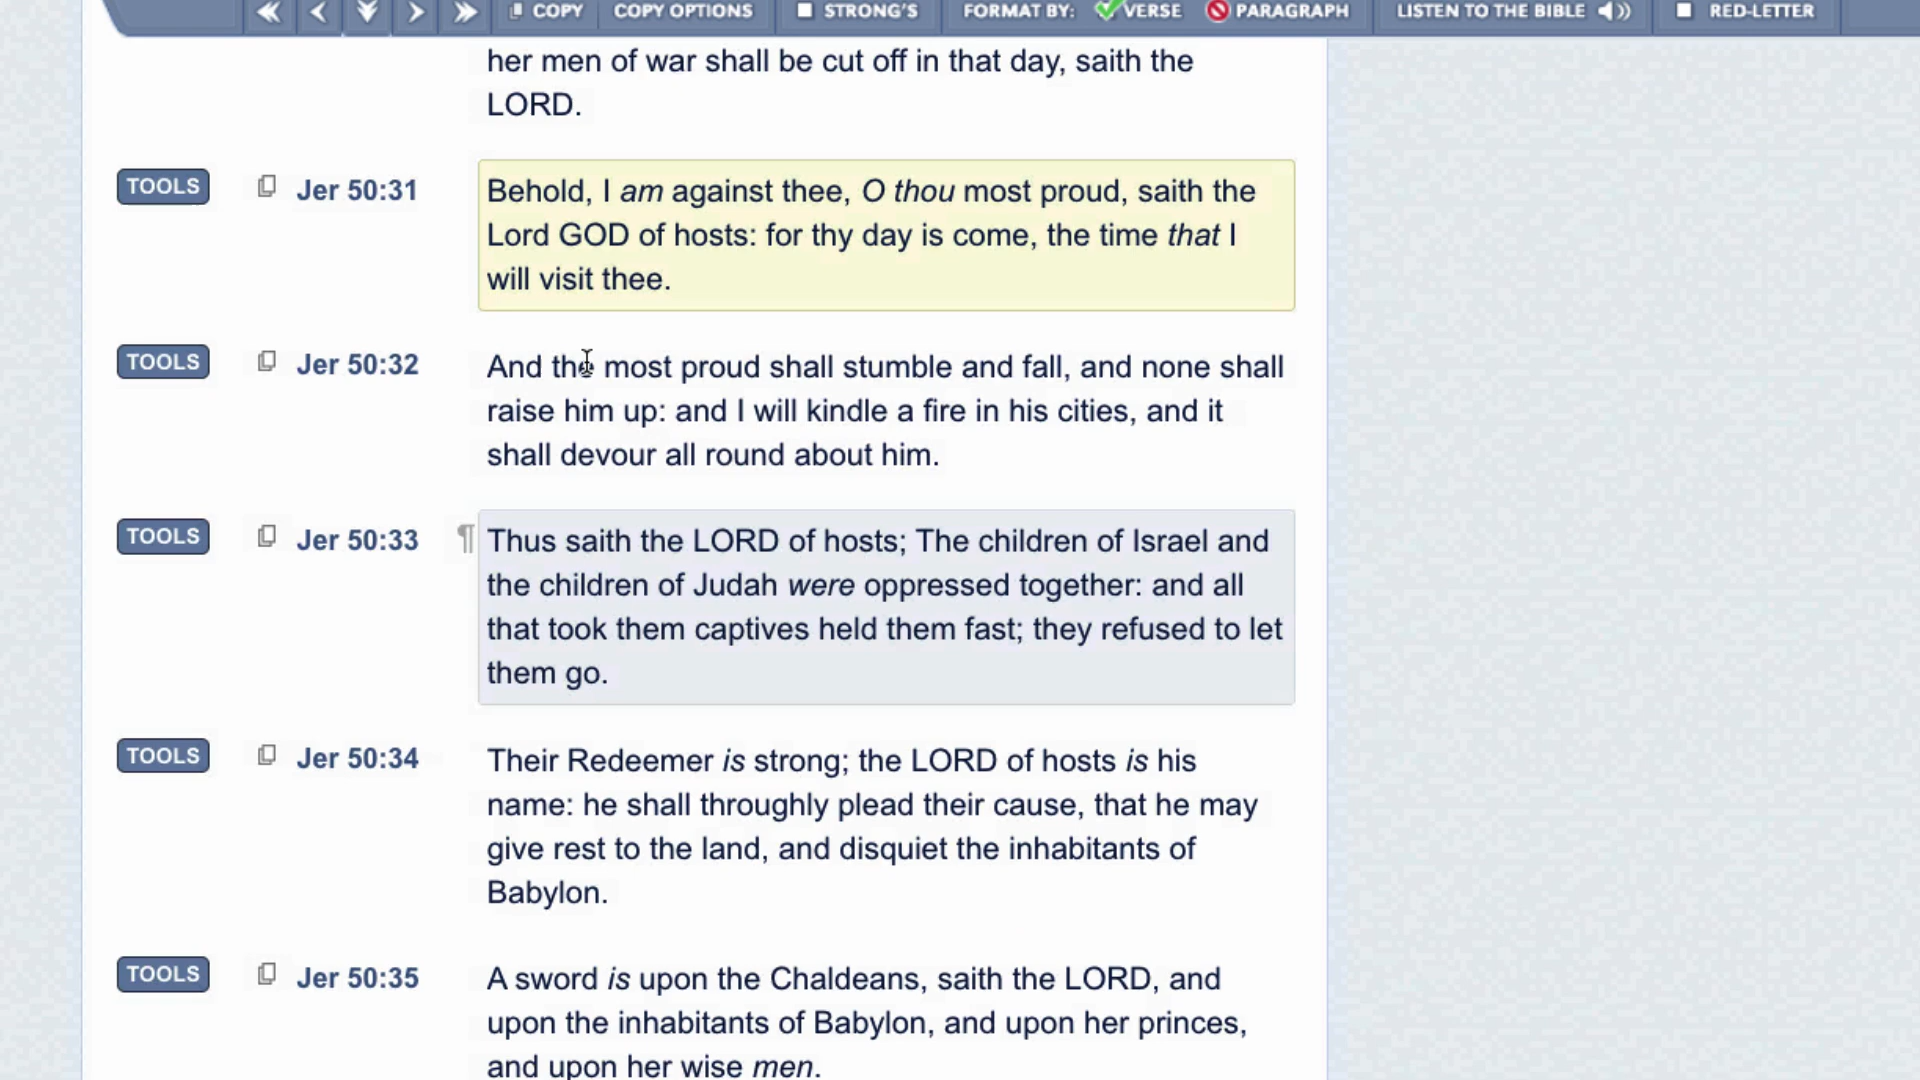 COPY COPY OPTIONS STRONG'S FORMAT BY: VERSE PARAGRAPH LISTEN TO THE BIBLE RED-LETTER
her men of war shall be cut off in that day, saith the
LORD.
TOOLS Jer 50:31 Behold, I am against thee, O thou most proud, saith the
Lord GOD of hosts: for thy day is come, the time that I
will visit thee.
TOOLS Jer 50:32 And the most proud shall stumble and fall, and none shall
raise him up: and I will kindle a fire in his cities, and it
shall devour all round about him.
TOOLS Jer 50:33 ¶ Thus saith the LORD of hosts; The children of Israel and
the children of Judah were oppressed together: and all
that took them captives held them fast; they refused to let
them go.
TOOLS Jer 50:34 Their Redeemer is strong; the LORD of hosts is his
name: he shall throughly plead their cause, that he may
give rest to the land, and disquiet the inhabitants of
Babylon.
TOOLS Jer 50:35 A sword is upon the Chaldeans, saith the LORD, and
upon the inhabitants of Babylon, and upon her princes,
and upon her wise men.